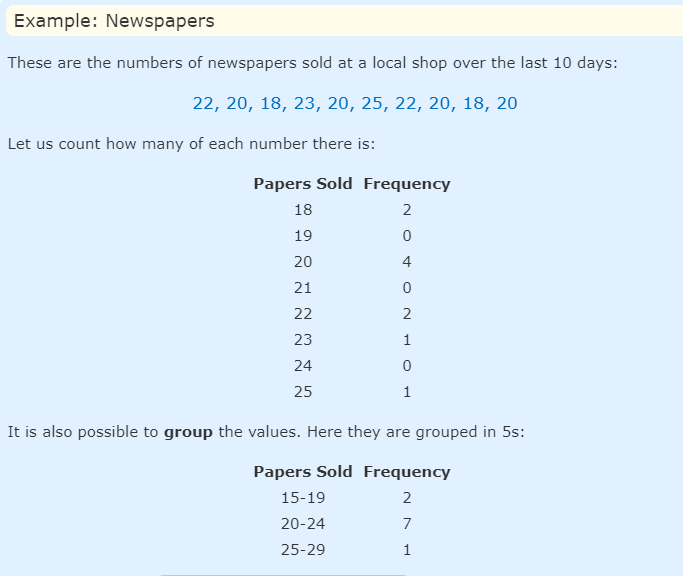 Example: Newspapers
These are the numbers of newspapers sold at a local shop over the last 10 days:
22, 20, 18, 23, 20, 25, 22, 20, 18, 20
Let us count how many of each number there is:
Papers Sold Frequency
18 2
19 0
20 4
21 0
22 2
23 1
24 0
25 1
It is also possible to group the values. Here they are grouped in 5s:
Papers Sold Frequency
15-19 2
20-24 7
25-29 1